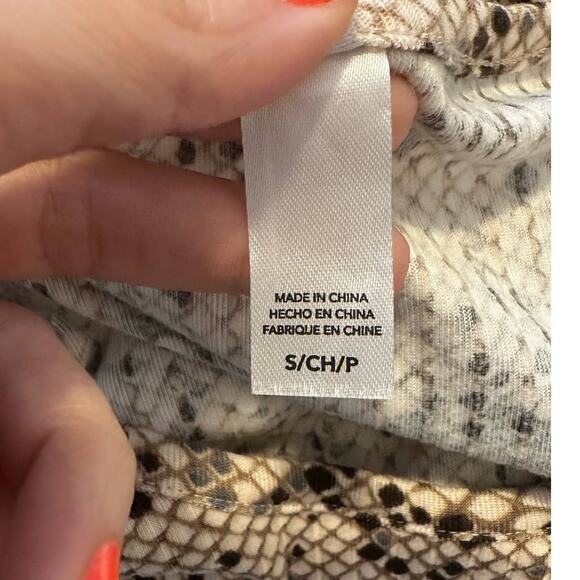 MADE IN CHINA
HECHO EN CHINA
FABRIQUE EN CHINE
S/CH/P